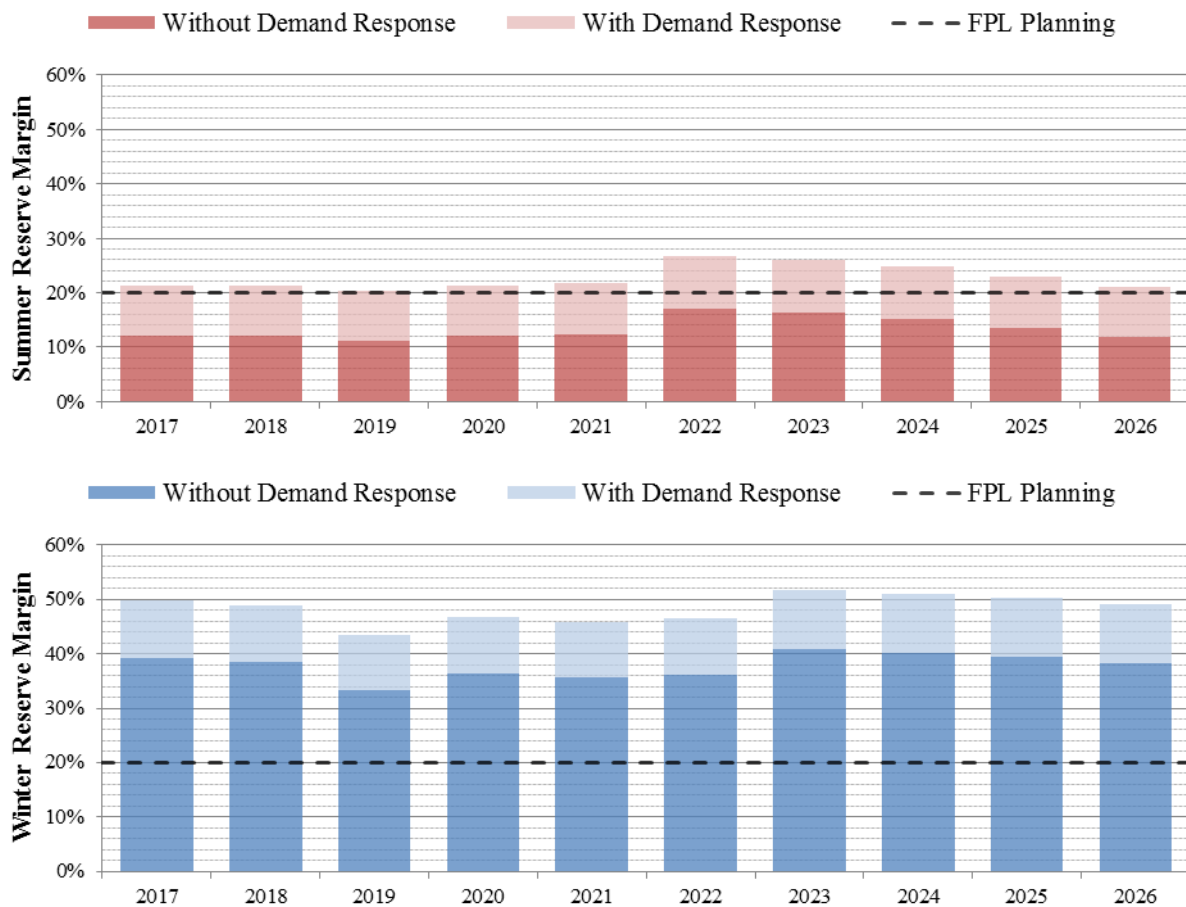 Without Demand Response With Demand Response FPL Planning
Summer Reserve Margin
60%
50%
40%
30%
20%
10%
0%
2017 2018 2019 2020 2021 2022 2023 2024 2025 2026
Without Demand Response With Demand Response FPL Planning
Winter Reserve Margin
60%
50%
40%
30%
20%
10%
0%
2017 2018 2019 2020 2021 2022 2023 2024 2025 2026